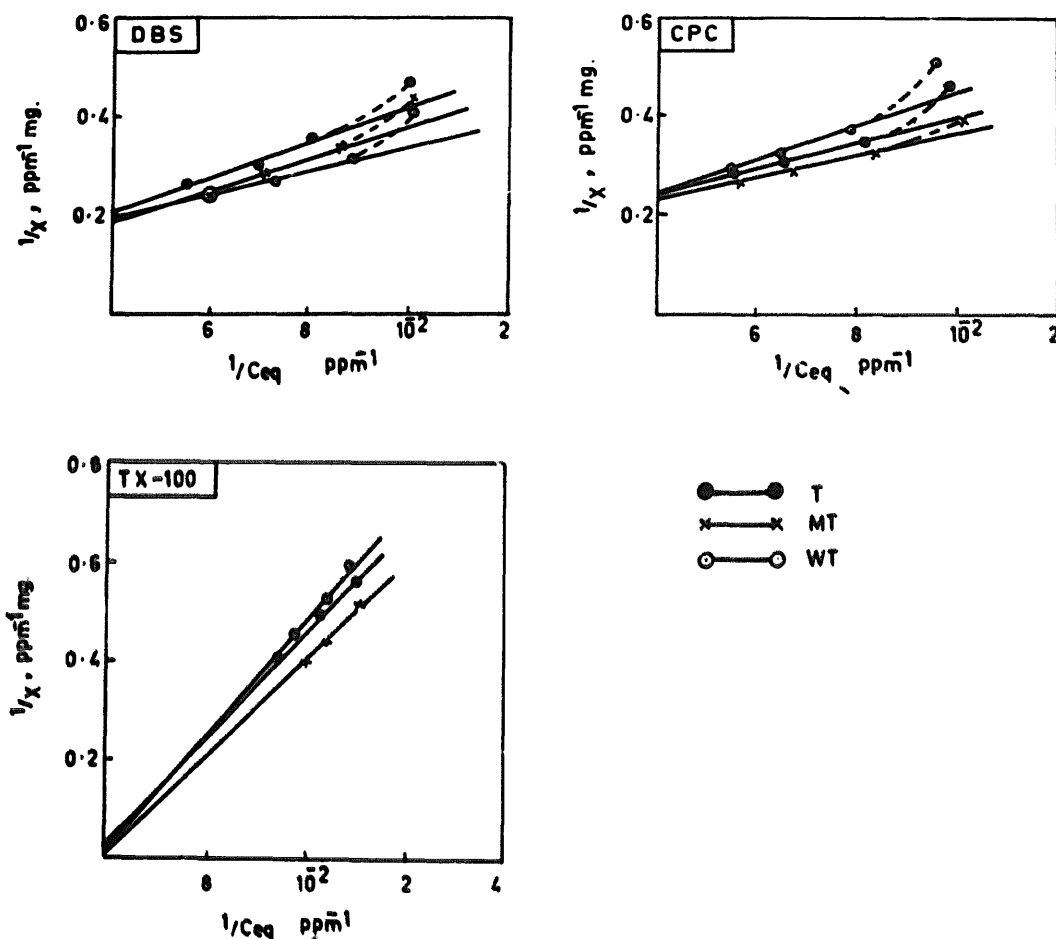 DBS
0.6
0.4
0.2
¹/X , ppm̄¹ mg.
6 8 10̄² 2
¹/Ceq ppm̄¹
CPC
0.6
0.4
0.2
¹/X , ppm̄¹ mg.
6 8 10̄² 2
¹/Ceq ppm̄¹
TX-100
0.8
0.6
0.4
0.2
¹/X , ppm̄¹ mg.
8 10̄² 2 4
¹/Ceq ppm̄¹
T
MT
WT